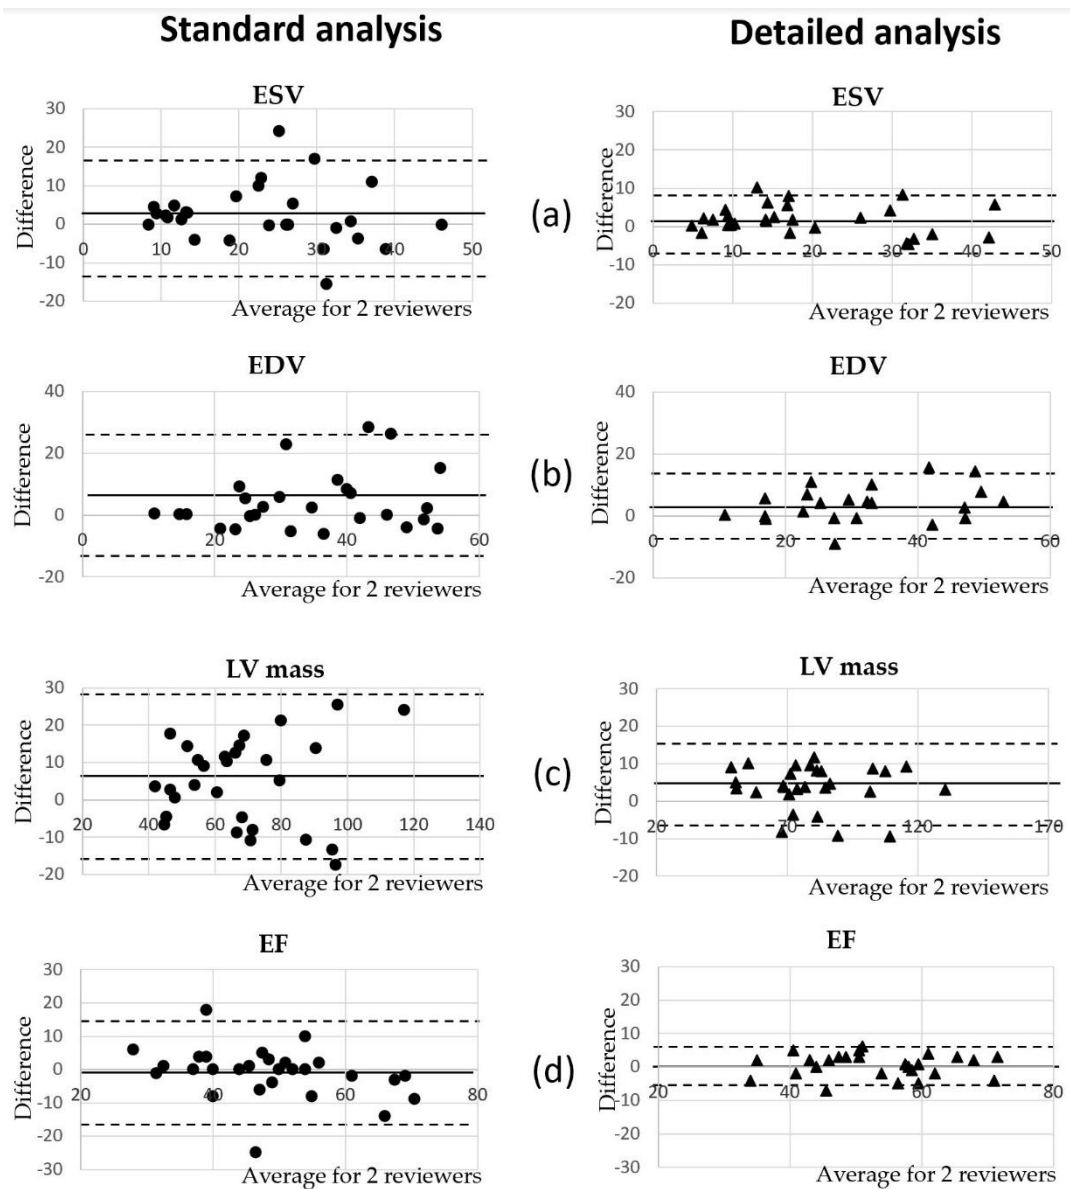 Standard analysis
Detailed analysis
ESV
30
20
10
0
-10
-20
0
10
20
30
40
50
Difference
Average for 2 reviewers
(a)
ESV
30
20
10
0
-10
-20
0
10
20
30
40
50
Difference
Average for 2 reviewers
EDV
40
20
0
-20
0
20
40
60
Difference
Average for 2 reviewers
(b)
EDV
40
20
0
-20
0
20
40
60
Difference
Average for 2 reviewers
LV mass
30
20
10
0
-10
-20
20
40
60
80
100
120
140
Difference
Average for 2 reviewers
(c)
LV mass
30
20
10
0
-10
-20
20
70
120
170
Difference
Average for 2 reviewers
EF
30
20
10
0
-10
-20
-30
20
40
60
80
Difference
Average for 2 reviewers
(d)
EF
30
20
10
0
-10
-20
-30
20
40
60
80
Difference
Average for 2 reviewers